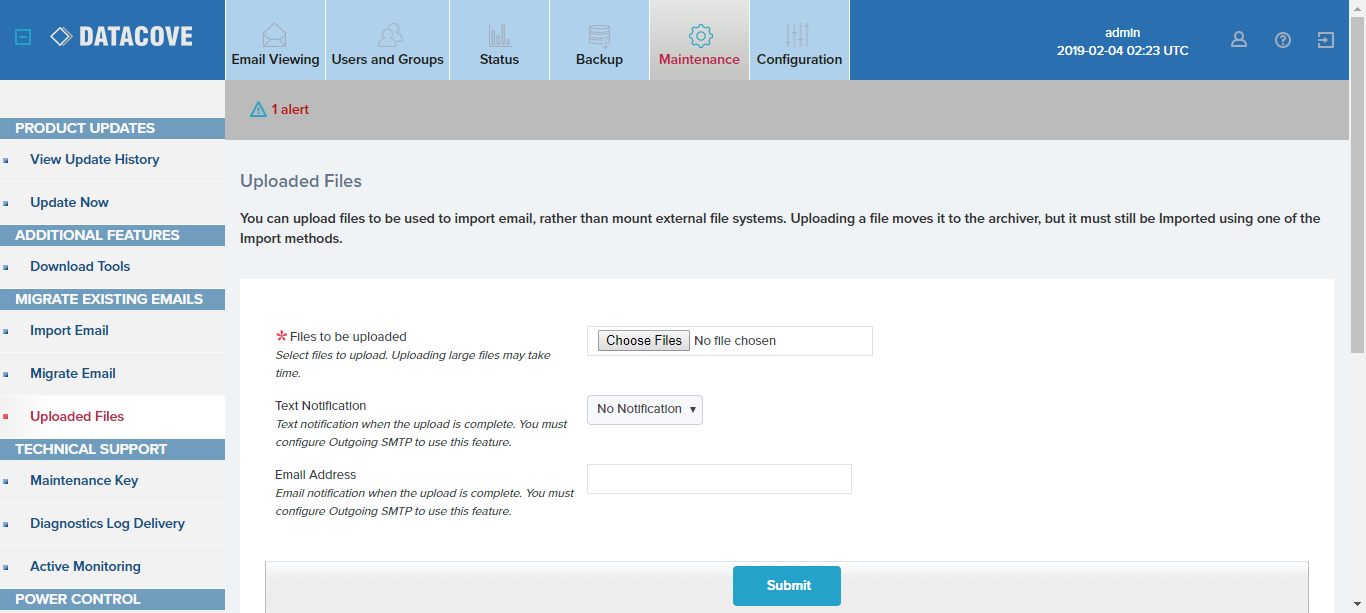 DATACOVE
Email Viewing
Users and Groups
Status
Backup
Maintenance
Configuration
admin
2019-02-04 02:23 UTC
1 alert
PRODUCT UPDATES
View Update History
Update Now
ADDITIONAL FEATURES
Download Tools
MIGRATE EXISTING EMAILS
Import Email
Migrate Email
Uploaded Files
TECHNICAL SUPPORT
Maintenance Key
Diagnostics Log Delivery
Active Monitoring
POWER CONTROL
Uploaded Files
You can upload files to be used to import email, rather than mount external file systems. Uploading a file moves it to the archiver, but it must still be Imported using one of the
Import methods.
*Files to be uploaded
Select files to upload. Uploading large files may take
time.
Choose Files No file chosen
Text Notification
Text notification when the upload is complete. You must
configure Outgoing SMTP to use this feature.
No Notification
Email Address
Email notification when the upload is complete. You must
configure Outgoing SMTP to use this feature.
Submit